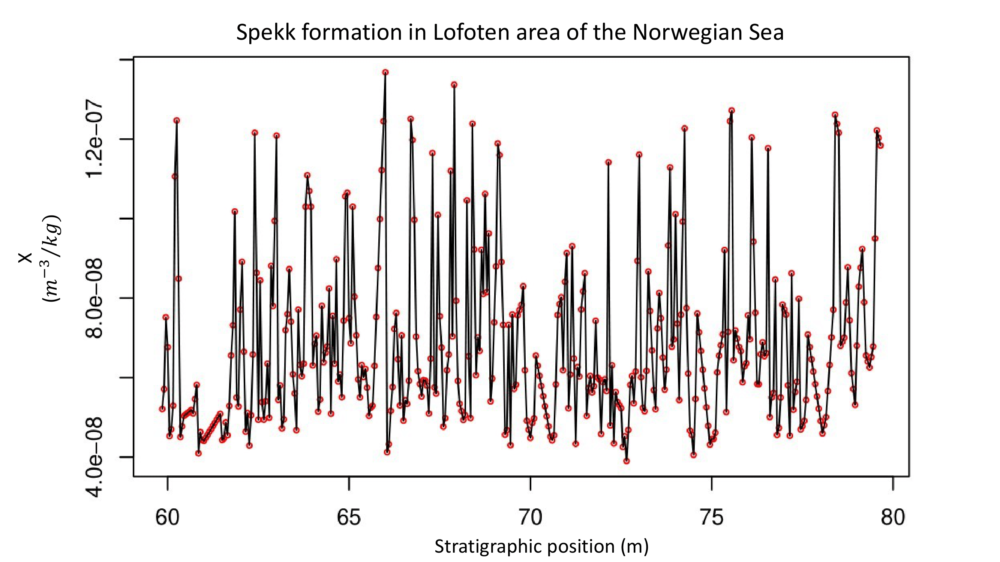 Spekk formation in Lofoten area of the Norwegian Sea
X
(m⁻³/kg)
1.2e−07
8.0e−08
4.0e−08
60 65 70 75 80
Stratigraphic position (m)